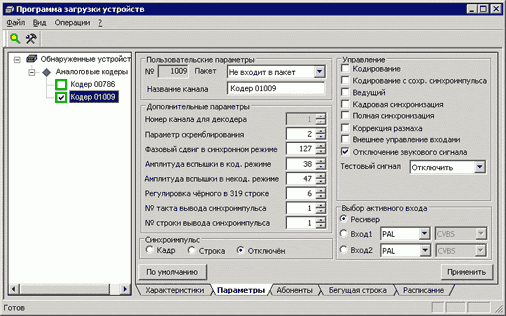 Программа загрузки устройств
Файл Вид Операции ?
Обнаруженные устройст
Аналоговые кодеры
Кодер 00786
Кодер 01009
Пользовательские параметры
№ 1009 Пакет Не входит в пакет
Название канала Кодер 01009
Дополнительные параметры
Номер канала для декодера 1
Параметр скремблирования 2
Фазовый сдвиг в синхронном режиме 127
Амплитуда вспышки в код. режиме 38
Амплитуда вспышки в некод. режиме 47
Регулировка чёрного в 319 строке 6
№ такта вывода синхроимпульса 1
№ строки вывода синхроимпульса 1
Синхроимпульс
Кадр Строка Отключён
Управление
Кодирование
Кодирование с сохр. синхроимпульса
Ведущий
Кадровая синхронизация
Полная синхронизация
Коррекция размаха
Внешнее управление входами
Отключение звукового сигнала
Тестовый сигнал Отключить
Выбор активного входа
Ресивер
Вход1 PAL CVBS
Вход2 PAL CVBS
По умолчанию Применить
Характеристики Параметры Абоненты Бегущая строка Расписание
Готов